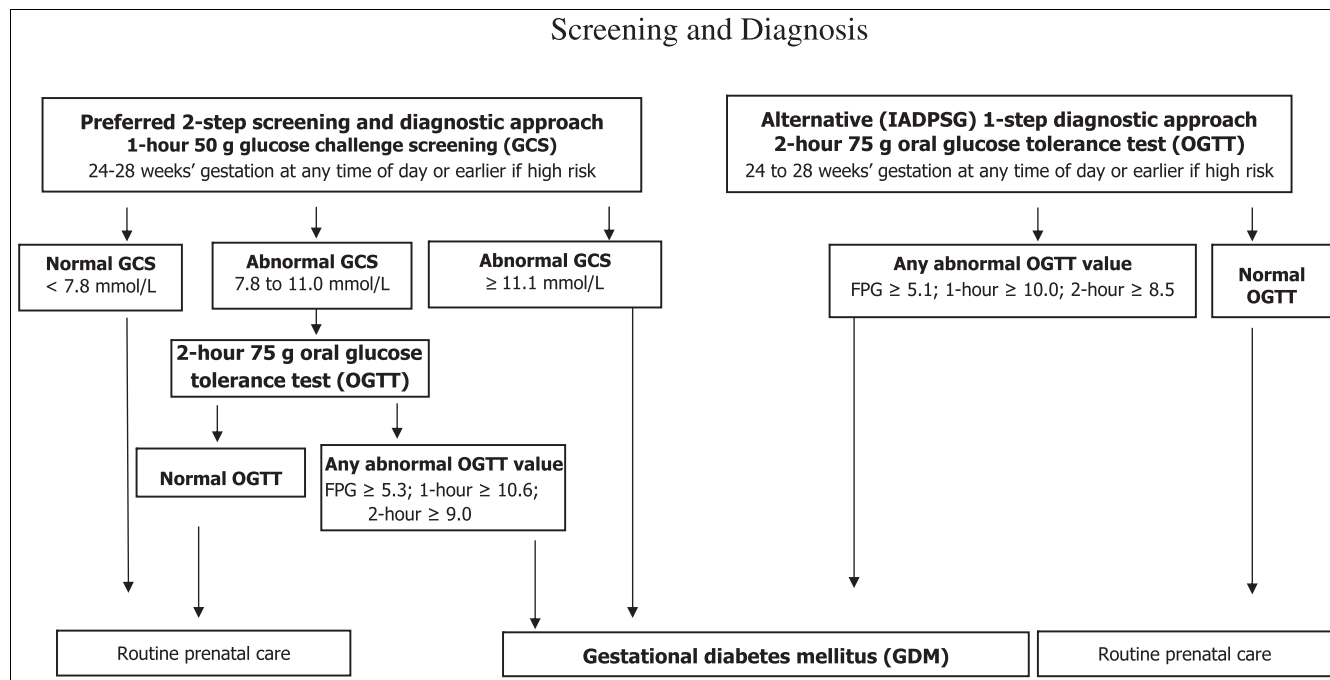 Screening and Diagnosis
Preferred 2-step screening and diagnostic approach
1-hour 50 g glucose challenge screening (GCS)
24-28 weeks’ gestation at any time of day or earlier if high risk
Alternative (IADPSG) 1-step diagnostic approach
2-hour 75 g oral glucose tolerance test (OGTT)
24 to 28 weeks’ gestation at any time of day or earlier if high risk
Normal GCS
< 7.8 mmol/L
Abnormal GCS
7.8 to 11.0 mmol/L
Abnormal GCS
≥ 11.1 mmol/L
Any abnormal OGTT value
FPG ≥ 5.1; 1-hour ≥ 10.0; 2-hour ≥ 8.5
Normal
OGTT
2-hour 75 g oral glucose
tolerance test (OGTT)
Normal OGTT
Any abnormal OGTT value
FPG ≥ 5.3; 1-hour ≥ 10.6;
2-hour ≥ 9.0
Routine prenatal care
Gestational diabetes mellitus (GDM)
Routine prenatal care